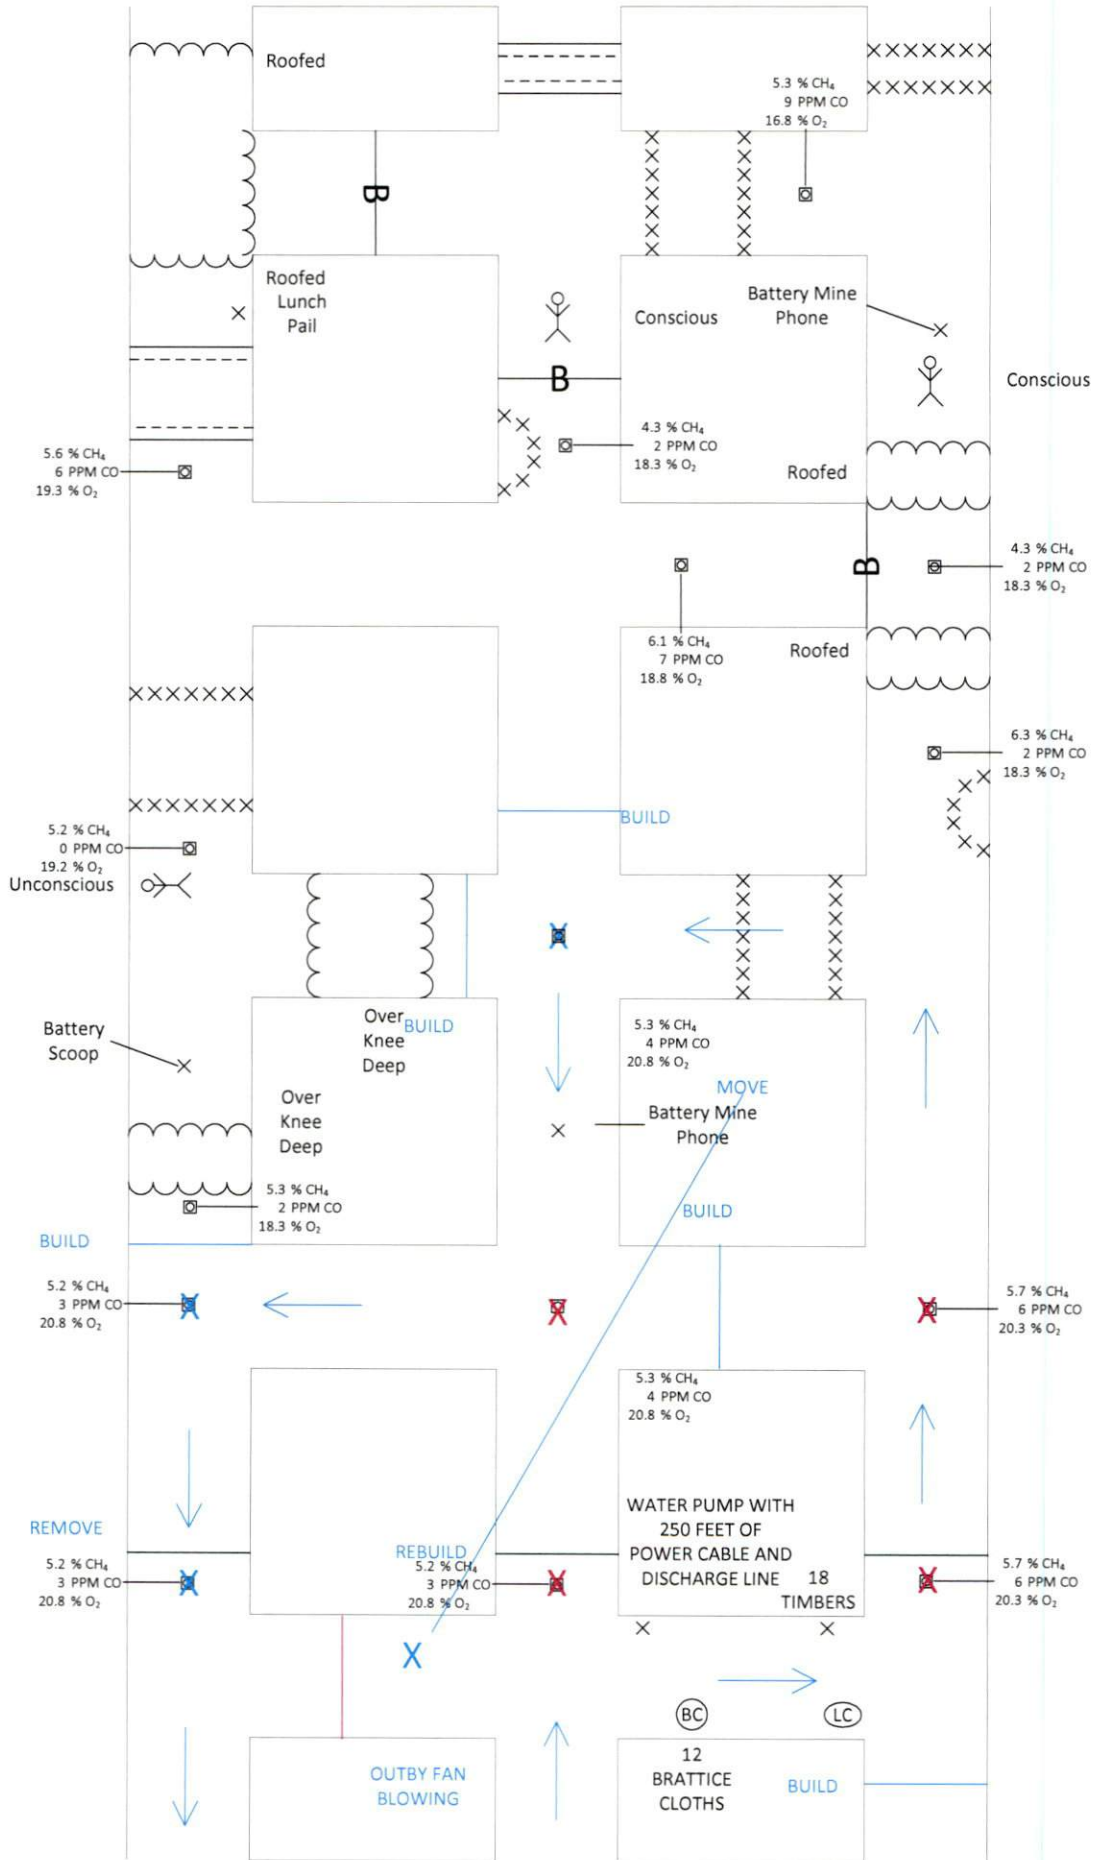 Roofed
5.3 % CH₄
9 PPM CO
16.8 % O₂
B
Roofed
Lunch
Pail
Conscious
Battery Mine
Phone
Conscious
B
4.3 % CH₄
2 PPM CO
18.3 % O₂
5.6 % CH₄
6 PPM CO
19.3 % O₂
Roofed
B
4.3 % CH₄
2 PPM CO
18.3 % O₂
6.1 % CH₄
7 PPM CO
18.8 % O₂
Roofed
6.3 % CH₄
2 PPM CO
18.3 % O₂
BUILD
5.2 % CH₄
0 PPM CO
19.2 % O₂
Unconscious
Over
Knee
Deep
BUILD
5.3 % CH₄
4 PPM CO
20.8 % O₂
Battery
Scoop
MOVE
Over
Knee
Deep
Battery Mine
Phone
5.3 % CH₄
2 PPM CO
18.3 % O₂
BUILD
BUILD
5.2 % CH₄
3 PPM CO
20.8 % O₂
5.7 % CH₄
6 PPM CO
20.3 % O₂
5.3 % CH₄
4 PPM CO
20.8 % O₂
WATER PUMP WITH
250 FEET OF
POWER CABLE AND
DISCHARGE LINE
18
TIMBERS
REMOVE
5.2 % CH₄
3 PPM CO
20.8 % O₂
REBUILD
5.2 % CH₄
3 PPM CO
20.8 % O₂
5.7 % CH₄
6 PPM CO
20.3 % O₂
X
BC
LC
OUTBY FAN
BLOWING
12
BRATTICE
CLOTHS
BUILD